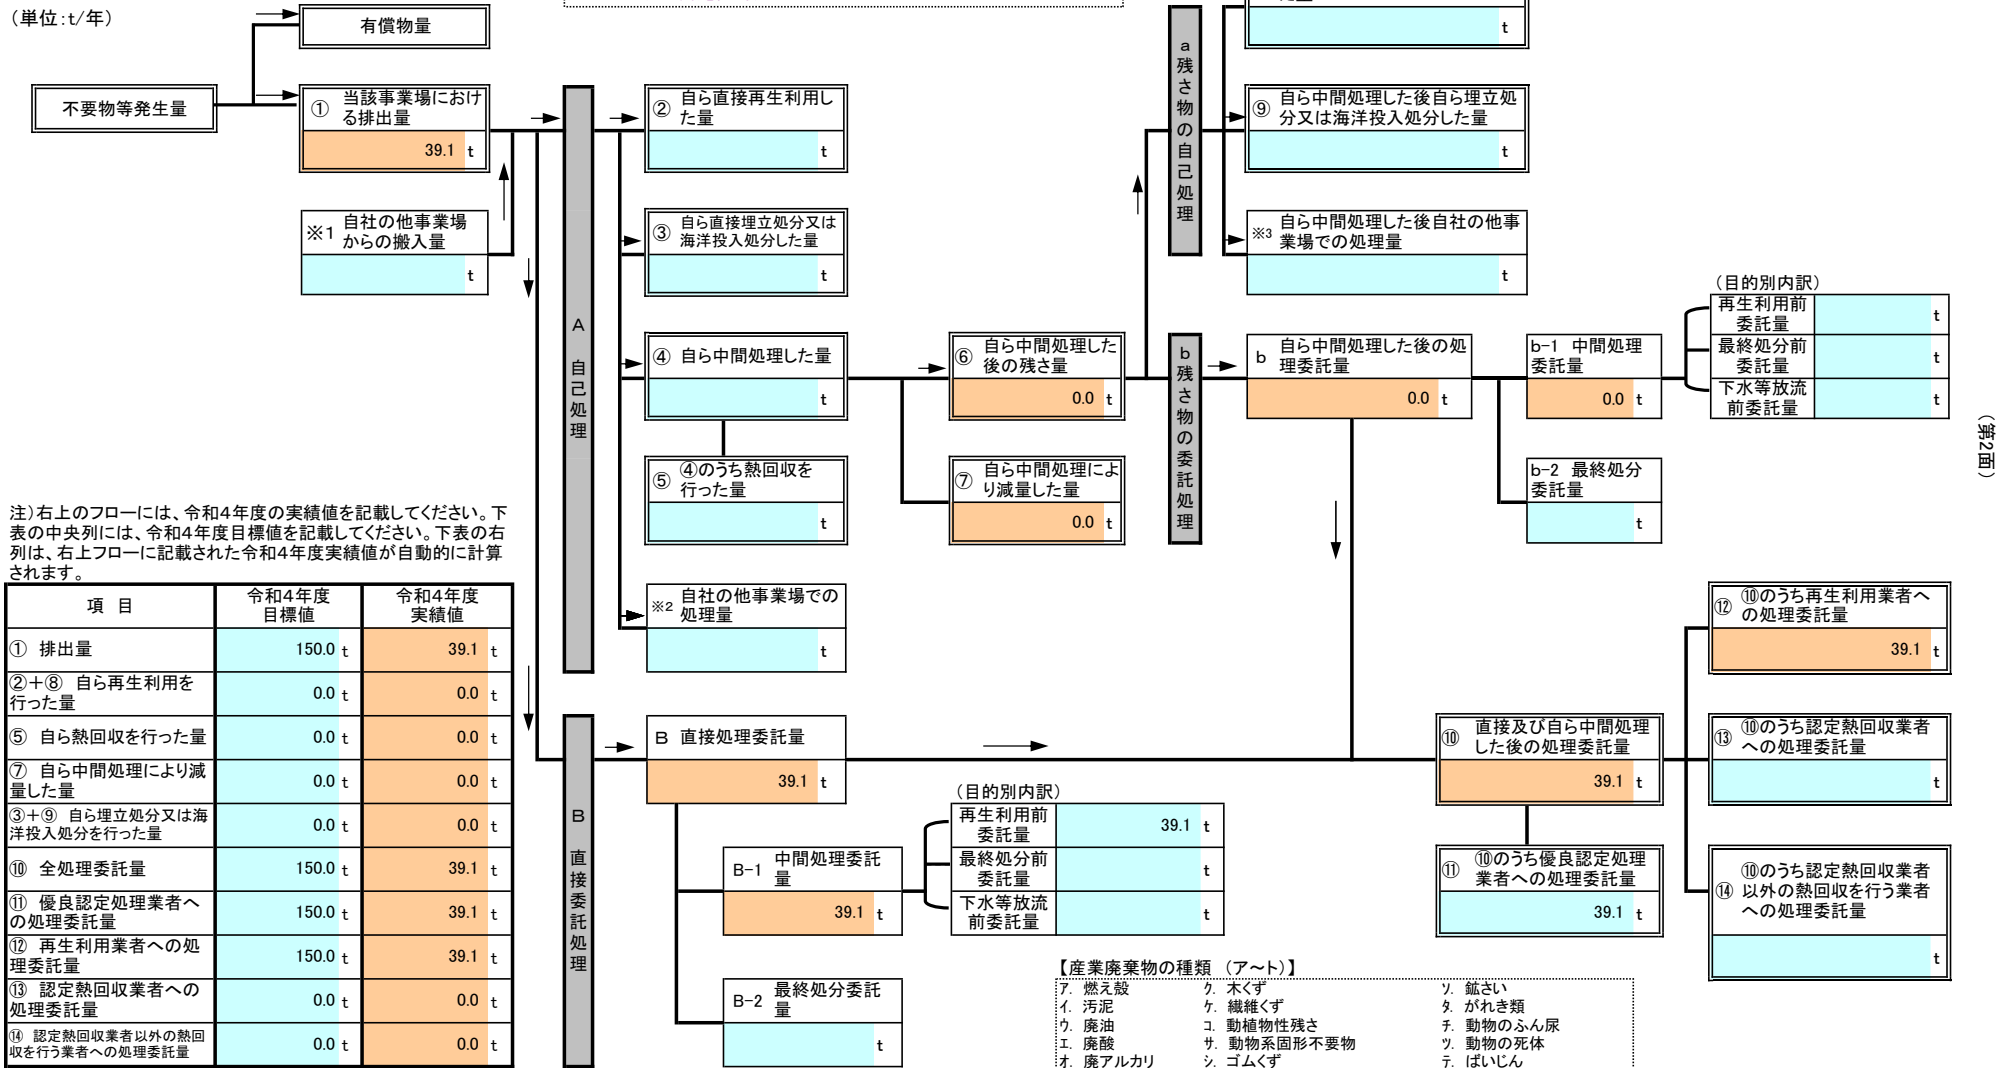 (単位:t/年)
有償物量
不要物等発生量
① 当該事業場におけ
る排出量
39.1 t
※1 自社の他事業場
からの搬入量
t
A 自己処理
② 自ら直接再生利用し
た量
t
③ 自ら直接埋立処分又は
海洋投入処分した量
t
④ 自ら中間処理した量
t
⑤ ④のうち熱回収を
行った量
t
※2 自社の他事業場での
処理量
t
⑥ 自ら中間処理した
後の残さ量
0.0 t
⑦ 自ら中間処理によ
り減量した量
0.0 t
a 残さ物の自己処理
t
⑨ 自ら中間処理した後自ら埋立処
分又は海洋投入処分した量
t
※3 自ら中間処理した後自社の他事
業場での処理量
t
b 残さ物の委託処理
b 自ら中間処理した後の処
理委託量
0.0 t
b-1 中間処理
委託量
0.0 t
b-2 最終処分
委託量
t
(目的別内訳)
再生利用前
委託量 t
最終処分前
委託量 t
下水等放流
前委託量 t
(第2面)
注)右上のフローには、令和4年度の実績値を記載してください。下
表の中央列には、令和4年度目標値を記載してください。下表の右
列は、右上フローに記載された令和4年度実績値が自動的に計算
されます。
項 目 令和4年度
目標値 令和4年度
実績値
① 排出量 150.0 t 39.1 t
②+⑧ 自ら再生利用を
行った量 0.0 t 0.0 t
⑤ 自ら熱回収を行った量 0.0 t 0.0 t
⑦ 自ら中間処理により減
量した量 0.0 t 0.0 t
③+⑨ 自ら埋立処分又は海
洋投入処分を行った量 0.0 t 0.0 t
⑩ 全処理委託量 150.0 t 39.1 t
⑪ 優良認定処理業者へ
の処理委託量 150.0 t 39.1 t
⑫ 再生利用業者への処
理委託量 150.0 t 39.1 t
⑬ 認定熱回収業者への
処理委託量 0.0 t 0.0 t
⑭ 認定熱回収業者以外の熱回
収を行う業者への処理委託量 0.0 t 0.0 t
B 直接委託処理
B 直接処理委託量
39.1 t
B-1 中間処理委託
量
39.1 t
B-2 最終処分委託
量
t
(目的別内訳)
再生利用前
委託量 39.1 t
最終処分前
委託量 t
下水等放流
前委託量 t
⑩ 直接及び自ら中間処理
した後の処理委託量
39.1 t
⑪ ⑩のうち優良認定処理
業者への処理委託量
39.1 t
⑫ ⑩のうち再生利用業者へ
の処理委託量
39.1 t
⑬ ⑩のうち認定熱回収業者
への処理委託量
t
⑭ ⑩のうち認定熱回収業者
以外の熱回収を行う業者
への処理委託量
t
【産業廃棄物の種類 (ア~ト)】
ア. 燃え殻 ク. 木くず ソ. 鉱さい
イ. 汚泥 ケ. 繊維くず タ. がれき類
ウ. 廃油 コ. 動植物性残さ チ. 動物のふん尿
エ. 廃酸 サ. 動物系固形不要物 ツ. 動物の死体
オ. 廃アルカリ シ. ゴムくず テ. ばいじん